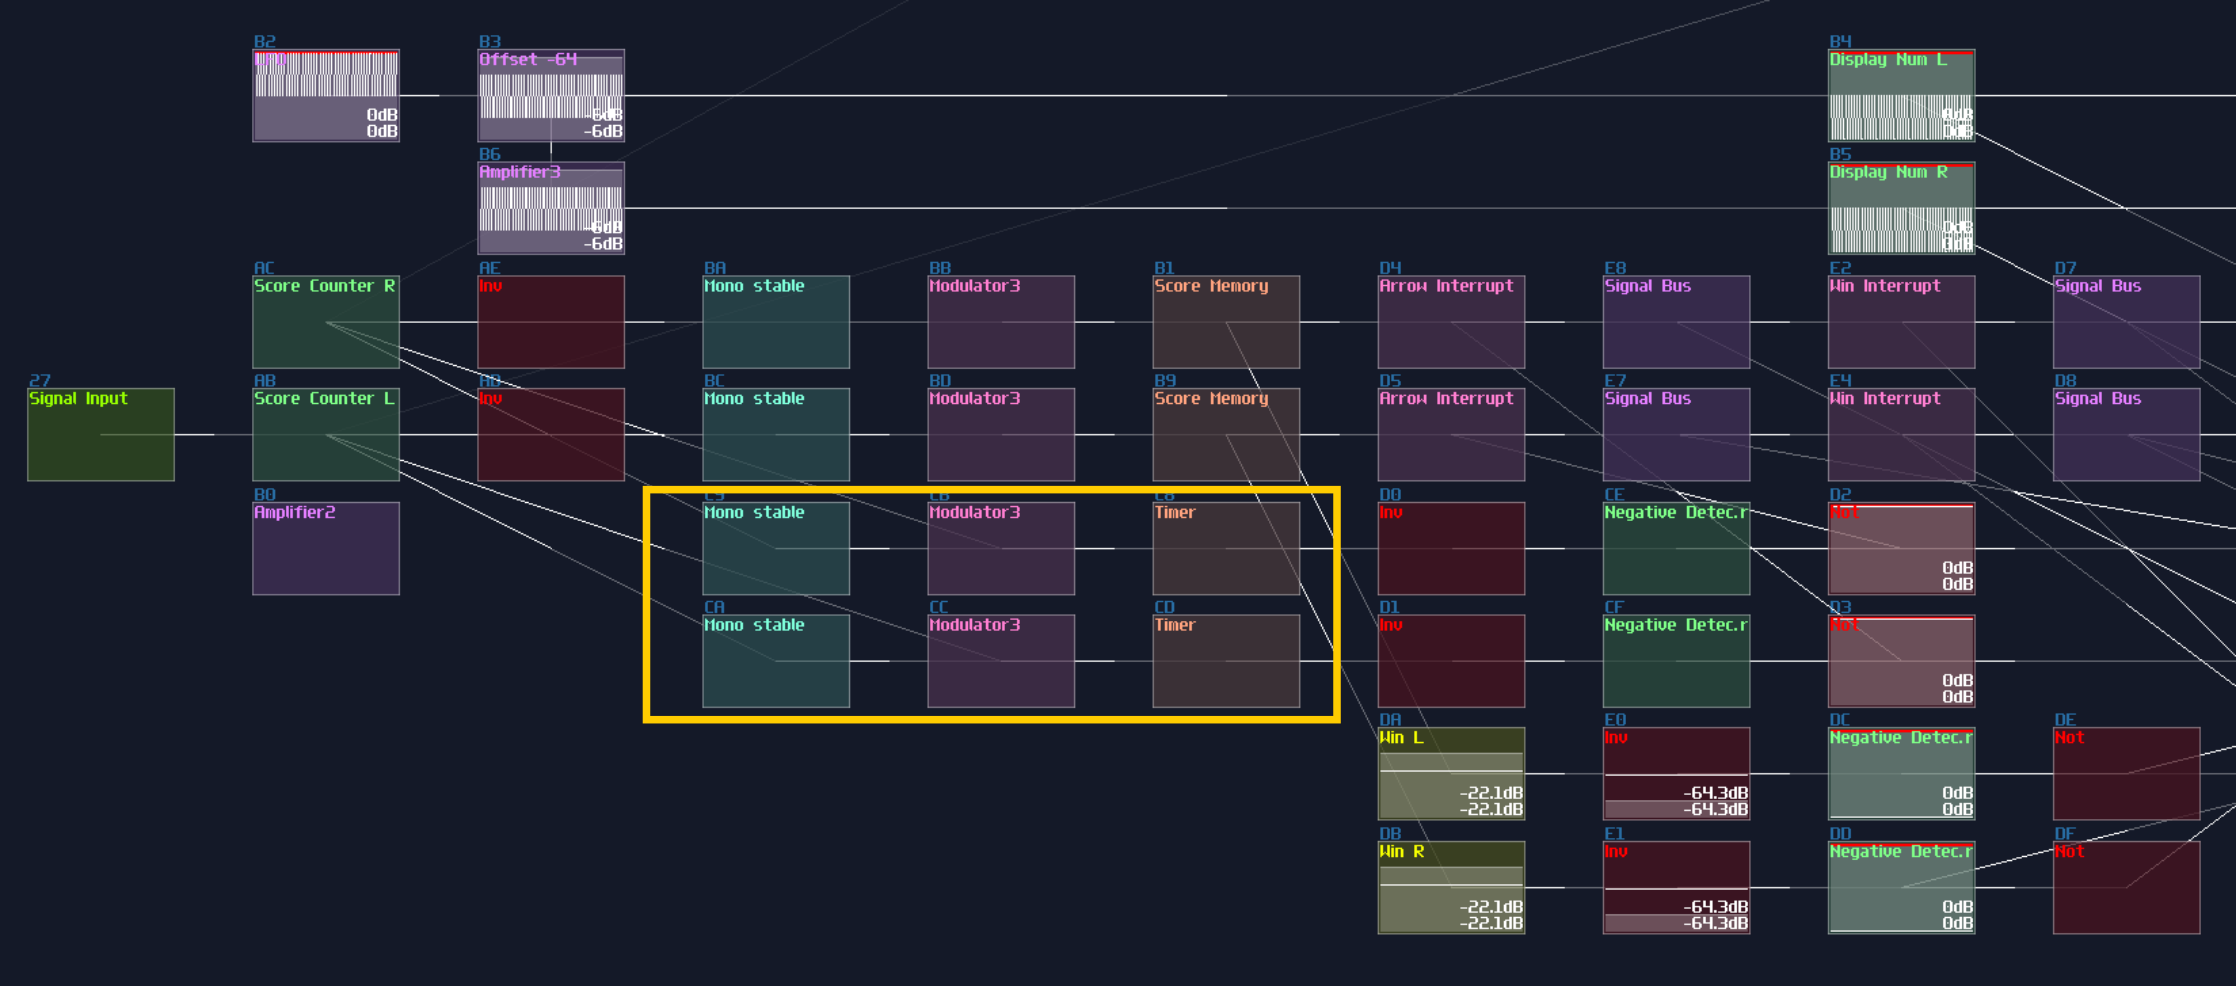 B2
0dB
0dB
B3
Offset -64
-6dB
-6dB
B4
Display Num L
0dB
0dB
B6
Amplifier3
-6dB
-6dB
B5
Display Num R
0dB
0dB
AC
Score Counter R
AE
Inv
BA
Mono stable
BB
Modulator3
B1
Score Memory
D4
Arrow Interrupt
E8
Signal Bus
E2
Win Interrupt
D7
Signal Bus
27
Signal Input
AB
Score Counter L
AD
Inv
BC
Mono stable
BD
Modulator3
B9
Score Memory
D5
Arrow Interrupt
E7
Signal Bus
E4
Win Interrupt
D8
Signal Bus
B0
Amplifier2
C9
Mono stable
CB
Modulator3
C8
Timer
D0
Inv
CE
Negative Detec.r
D2
Not
0dB
0dB
CA
Mono stable
CC
Modulator3
CD
Timer
D1
Inv
CF
Negative Detec.r
D3
Not
0dB
0dB
DA
Win L
-22.1dB
-22.1dB
E0
Inv
-64.3dB
-64.3dB
DC
Negative Detec.r
0dB
0dB
DE
Not
DB
Win R
-22.1dB
-22.1dB
E1
Inv
-64.3dB
-64.3dB
DD
Negative Detec.r
0dB
0dB
DF
Not